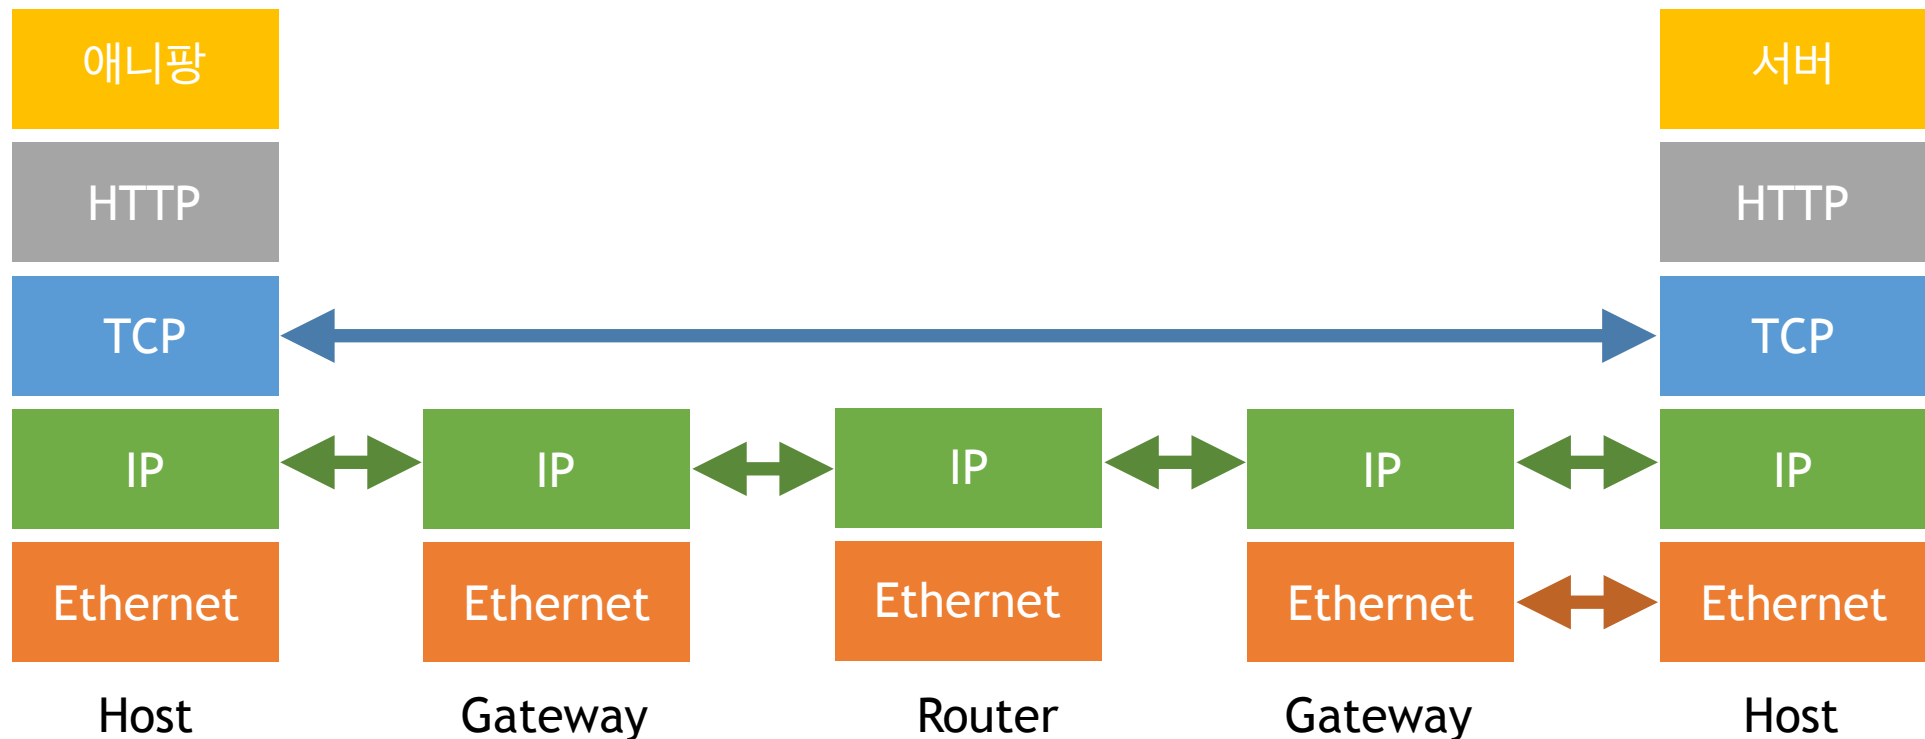 애니팡
서버
HTTP
HTTP
TCP
TCP
IP
IP
IP
IP
IP
Ethernet
Ethernet
Ethernet
Ethernet
Ethernet
Host
Gateway
Router
Gateway
Host